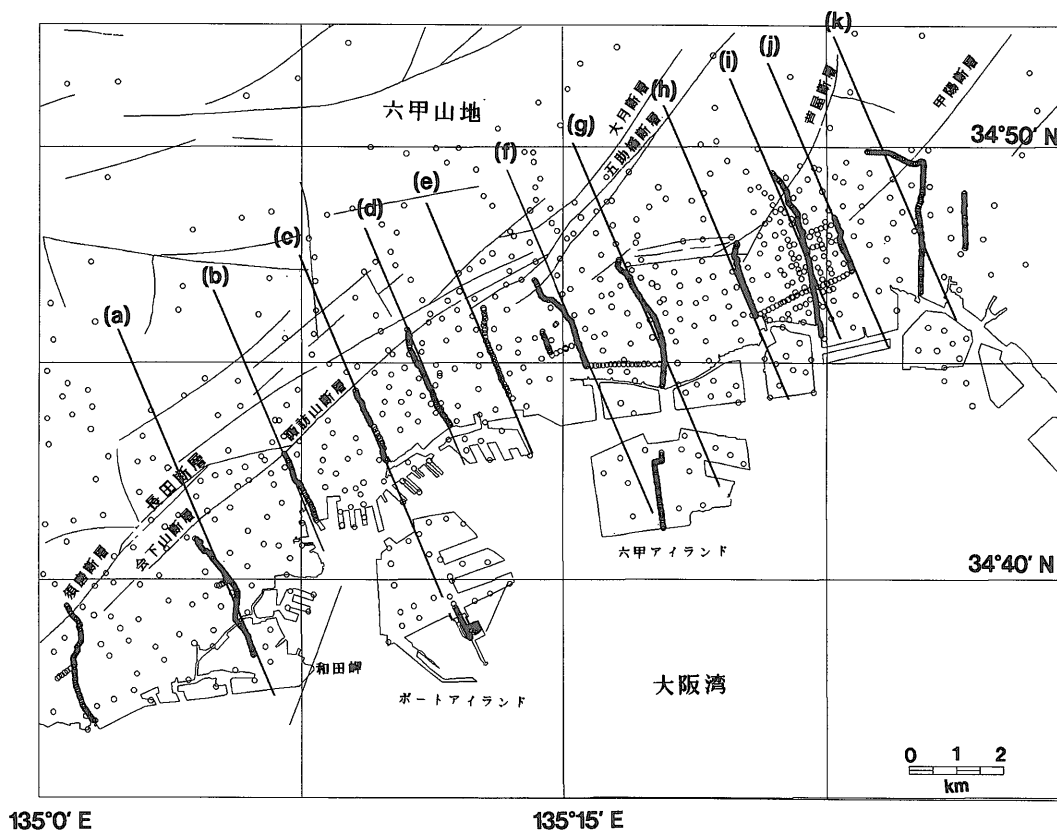 (k)
(j)
(i)
(h)
(g)
(f)
(e)
(d)
(c)
(b)
(a)
六甲山地
大月断層
五助橋断層
芦屋断層
甲陽断層
34°50′ N
諏訪山断層
長田断層
会下山断層
須磨断層
六甲アイランド
34°40′ N
和田岬
ポートアイランド
大阪湾
0 1 2
km
135°0′ E
135°15′ E